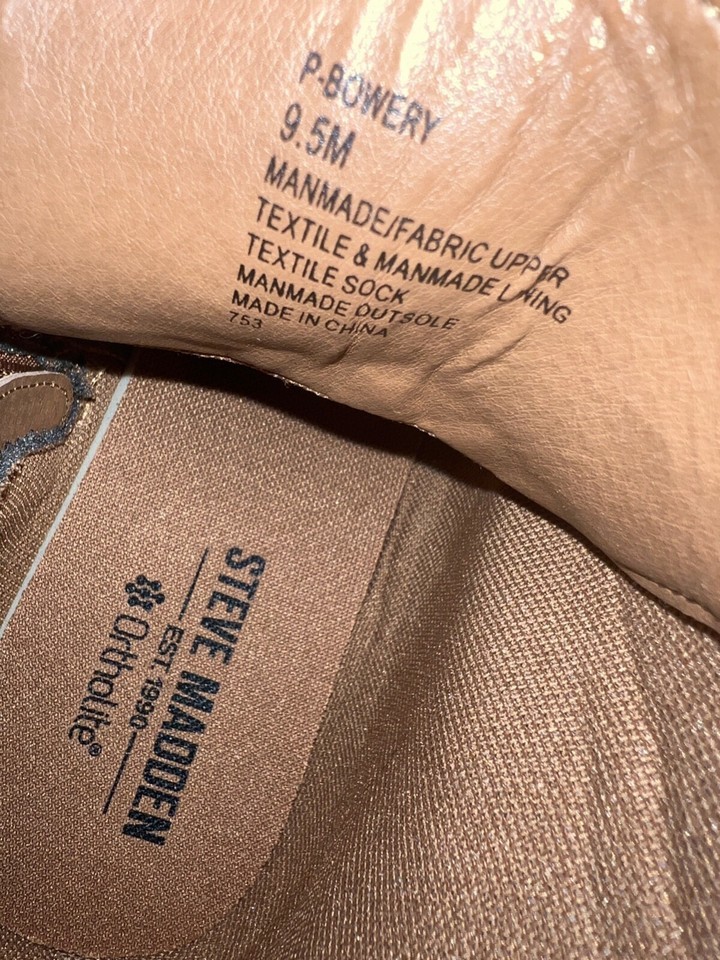 P-BOWERY
9.5M
MANMADE/FABRIC UPPER
TEXTILE & MANMADE LINING
TEXTILE SOCK
MANMADE OUTSOLE
MADE IN CHINA
753
STEVE MADDEN
EST. 1990
OrthoLite®